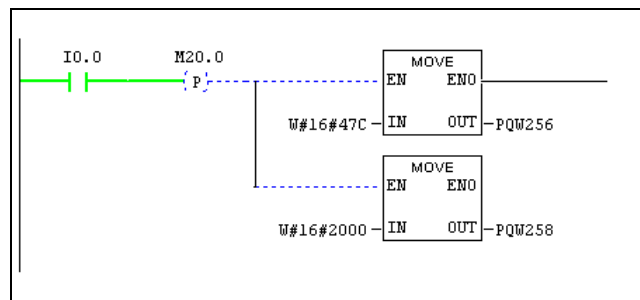 I0.0 M20.0
MOVE
P EN ENO
W#16#47C IN OUT PQW256
MOVE
EN ENO
W#16#2000 IN OUT PQW258